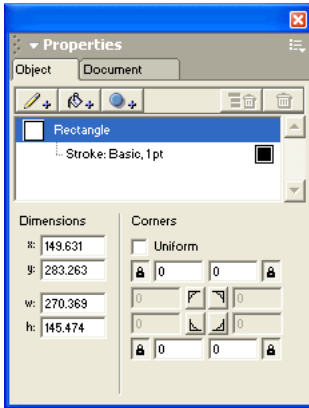 Properties
Object Document
Rectangle
Stroke: Basic, 1pt
Dimensions Corners
x: 149.631 Uniform
y: 283.263 0 0
w: 270.369 0 0
h: 145.474 0 0
0 0